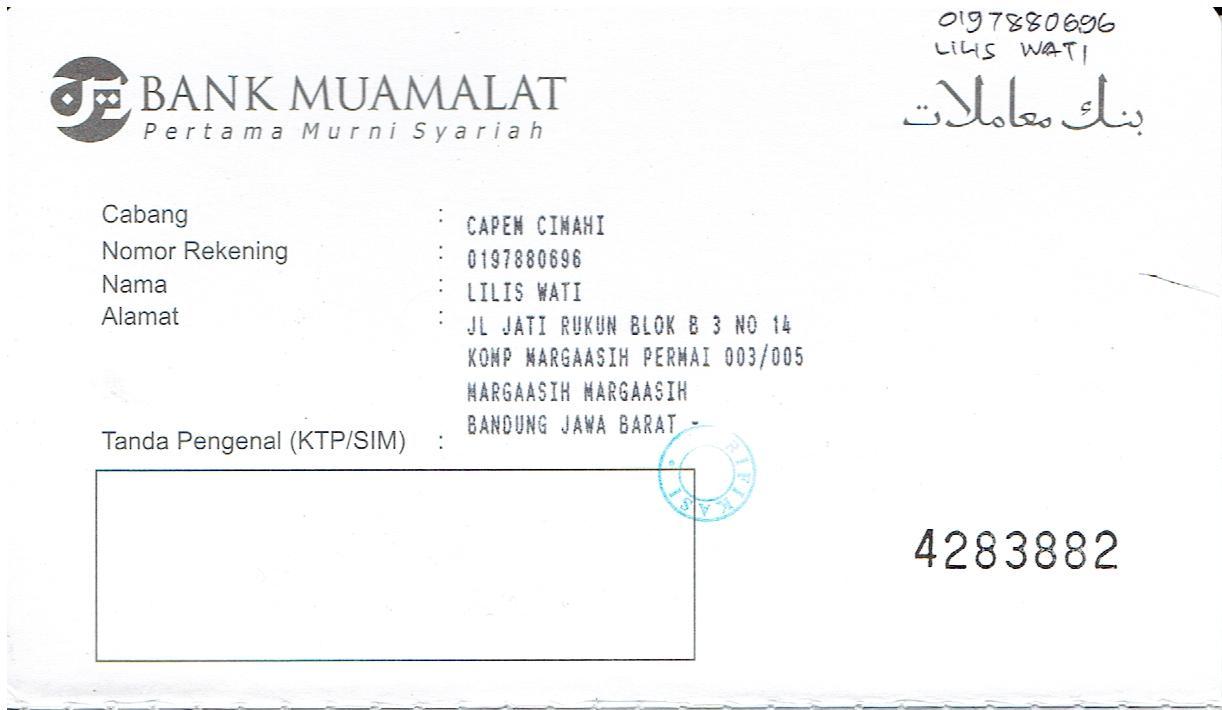 0197880696
LILIS WATI
BANK MUAMALAT
Pertama Murni Syariah
بنك معاملات
Cabang : CAPEM CIMAHI
Nomor Rekening : 0197880696
Nama : LILIS WATI
Alamat : JL JATI RUKUN BLOK B 3 NO 14
KOMP MARGAASIH PERMAI 003/005
MARGAASIH MARGAASIH
BANDUNG JAWA BARAT -
Tanda Pengenal (KTP/SIM) :
RIFIKASI
4283882